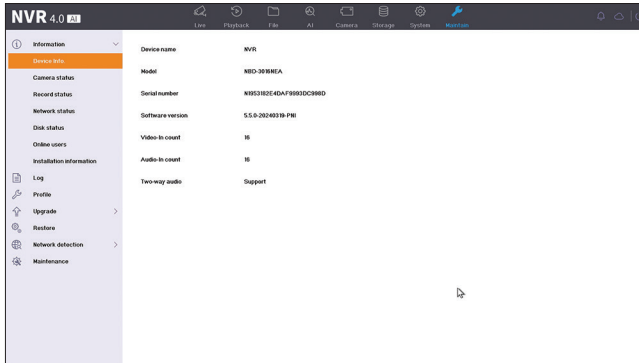 NVR 4.0 AI
Live Playback File AI Camera Storage System Maintain
Information
Device Info.
Camera status
Record status
Network status
Disk status
Online users
Installation information
Log
Profile
Upgrade
Restore
Network detection
Maintenance
Device name NVR
Model NBD-3016NEA
Serial number N1953182E4DAF9993DC998D
Software version 5.5.0-20240319-PNI
Video-In count 16
Audio-In count 16
Two-way audio Support